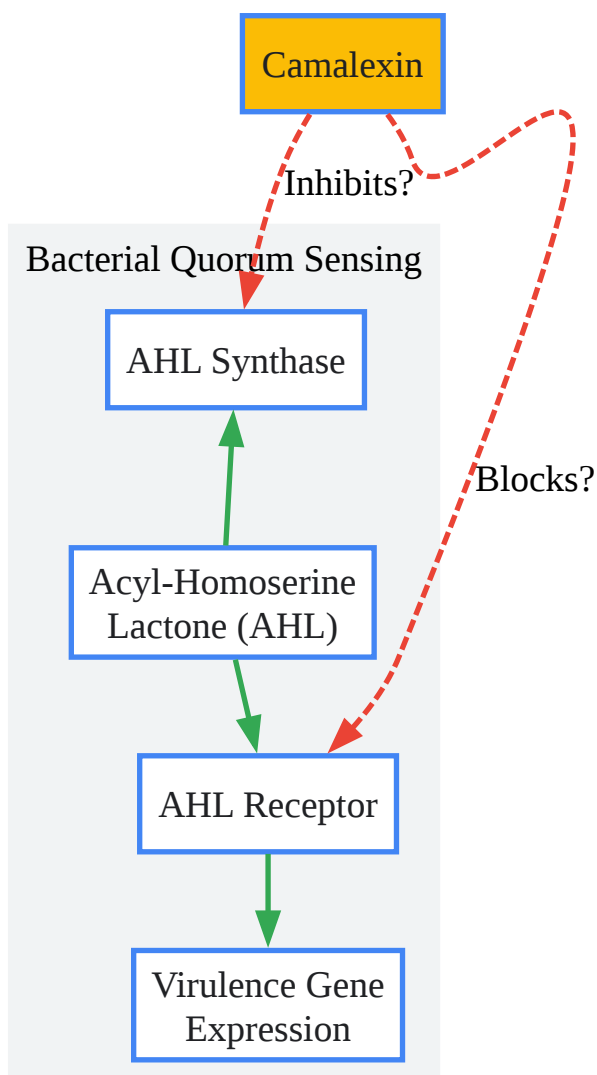 Camalexin
Inhibits?
Bacterial Quorum Sensing
AHL Synthase
Blocks?
Acyl-Homoserine
Lactone (AHL)
AHL Receptor
Virulence Gene
Expression